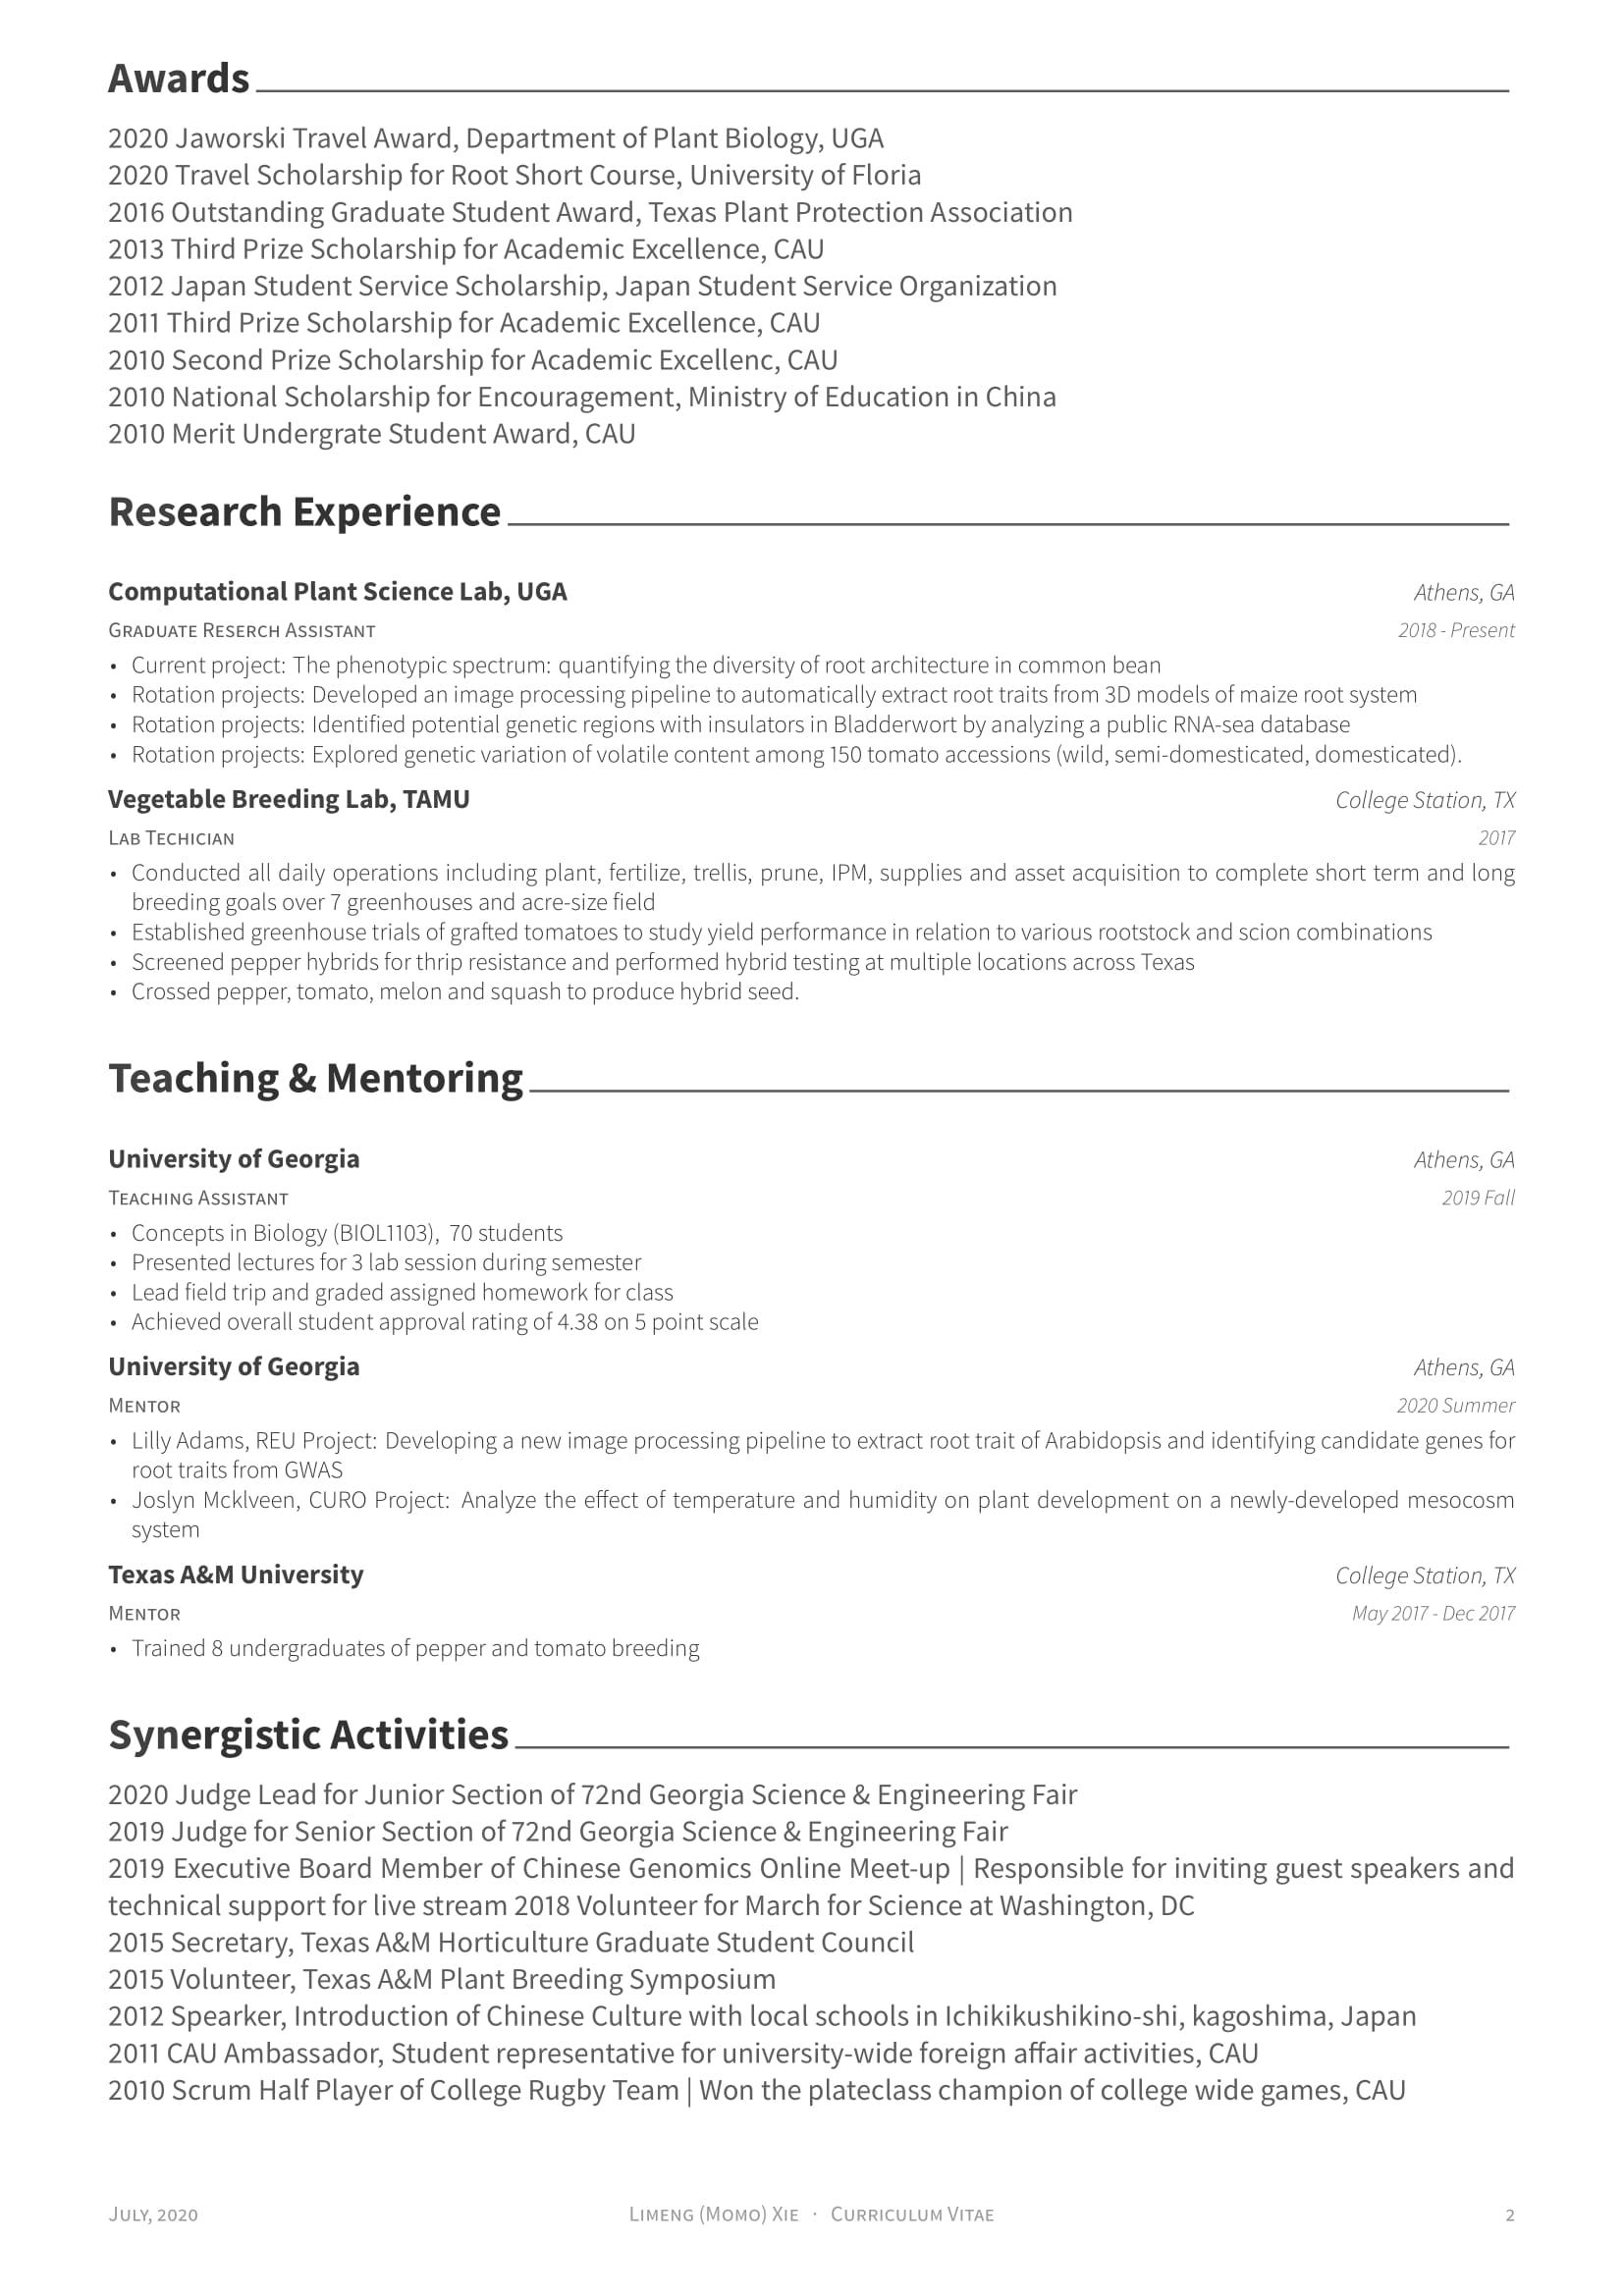 Awards
2020 Jaworski Travel Award, Department of Plant Biology, UGA
2020 Travel Scholarship for Root Short Course, University of Floria
2016 Outstanding Graduate Student Award, Texas Plant Protection Association
2013 Third Prize Scholarship for Academic Excellence, CAU
2012 Japan Student Service Scholarship, Japan Student Service Organization
2011 Third Prize Scholarship for Academic Excellence, CAU
2010 Second Prize Scholarship for Academic Excellenc, CAU
2010 National Scholarship for Encouragement, Ministry of Education in China
2010 Merit Undergrate Student Award, CAU
Research Experience
Computational Plant Science Lab, UGA Athens, GA
Graduate Reserch Assistant 2018 - Present
• Current project: The phenotypic spectrum: quantifying the diversity of root architecture in common bean
• Rotation projects: Developed an image processing pipeline to automatically extract root traits from 3D models of maize root system
• Rotation projects: Identified potential genetic regions with insulators in Bladderwort by analyzing a public RNA-sea database
• Rotation projects: Explored genetic variation of volatile content among 150 tomato accessions (wild, semi-domesticated, domesticated).
Vegetable Breeding Lab, TAMU College Station, TX
Lab Techician 2017
• Conducted all daily operations including plant, fertilize, trellis, prune, IPM, supplies and asset acquisition to complete short term and long
breeding goals over 7 greenhouses and acre-size field
• Established greenhouse trials of grafted tomatoes to study yield performance in relation to various rootstock and scion combinations
• Screened pepper hybrids for thrip resistance and performed hybrid testing at multiple locations across Texas
• Crossed pepper, tomato, melon and squash to produce hybrid seed.
Teaching & Mentoring
University of Georgia Athens, GA
Teaching Assistant 2019 Fall
• Concepts in Biology (BIOL1103), 70 students
• Presented lectures for 3 lab session during semester
• Lead field trip and graded assigned homework for class
• Achieved overall student approval rating of 4.38 on 5 point scale
University of Georgia Athens, GA
Mentor 2020 Summer
• Lilly Adams, REU Project: Developing a new image processing pipeline to extract root trait of Arabidopsis and identifying candidate genes for
root traits from GWAS
• Joslyn Mcklveen, CURO Project: Analyze the effect of temperature and humidity on plant development on a newly-developed mesocosm
system
Texas A&M University College Station, TX
Mentor May 2017 - Dec 2017
• Trained 8 undergraduates of pepper and tomato breeding
Synergistic Activities
2020 Judge Lead for Junior Section of 72nd Georgia Science & Engineering Fair
2019 Judge for Senior Section of 72nd Georgia Science & Engineering Fair
2019 Executive Board Member of Chinese Genomics Online Meet-up | Responsible for inviting guest speakers and
technical support for live stream 2018 Volunteer for March for Science at Washington, DC
2015 Secretary, Texas A&M Horticulture Graduate Student Council
2015 Volunteer, Texas A&M Plant Breeding Symposium
2012 Spearker, Introduction of Chinese Culture with local schools in Ichikikushikino-shi, kagoshima, Japan
2011 CAU Ambassador, Student representative for university-wide foreign affair activities, CAU
2010 Scrum Half Player of College Rugby Team | Won the plateclass champion of college wide games, CAU
July, 2020 Limeng (Momo) Xie · Curriculum Vitae 2